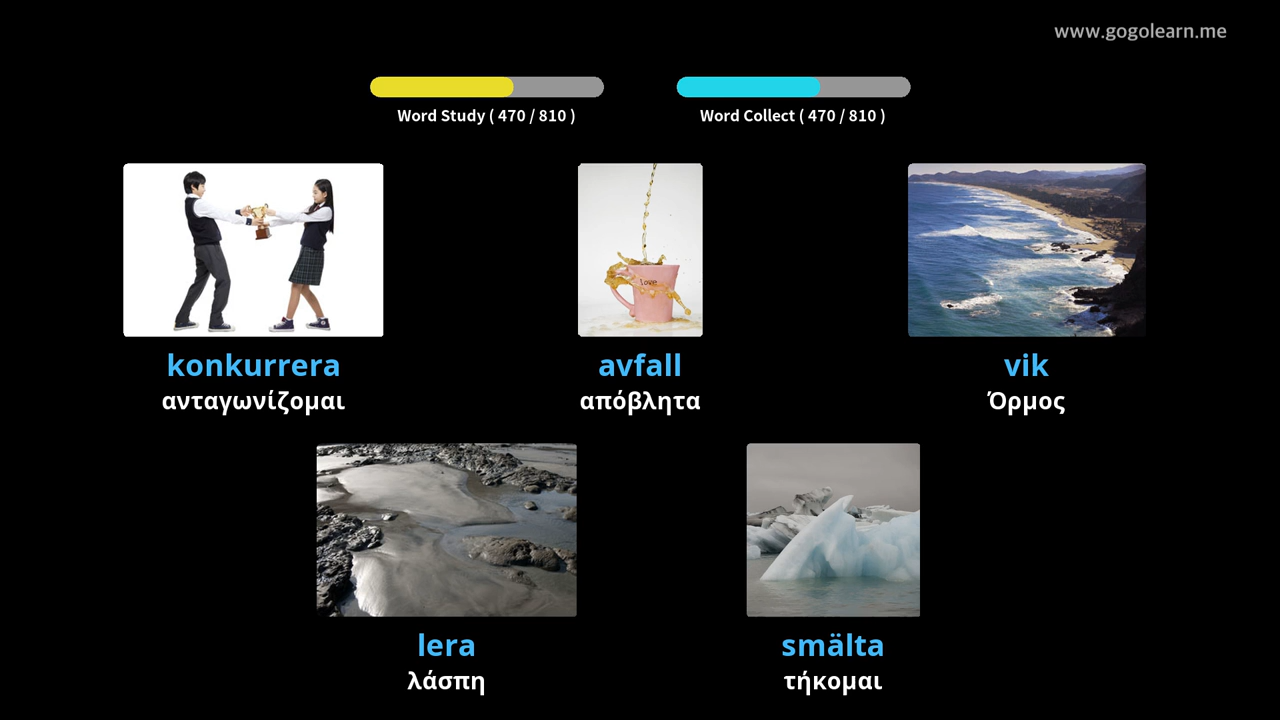 www.gogolearn.me
Word Study ( 470 / 810 )
Word Collect ( 470 / 810 )
love
konkurrera
ανταγωνίζομαι
avfall
απόβλητα
vik
Όρμος
lera
λάσπη
smälta
τήκομαι